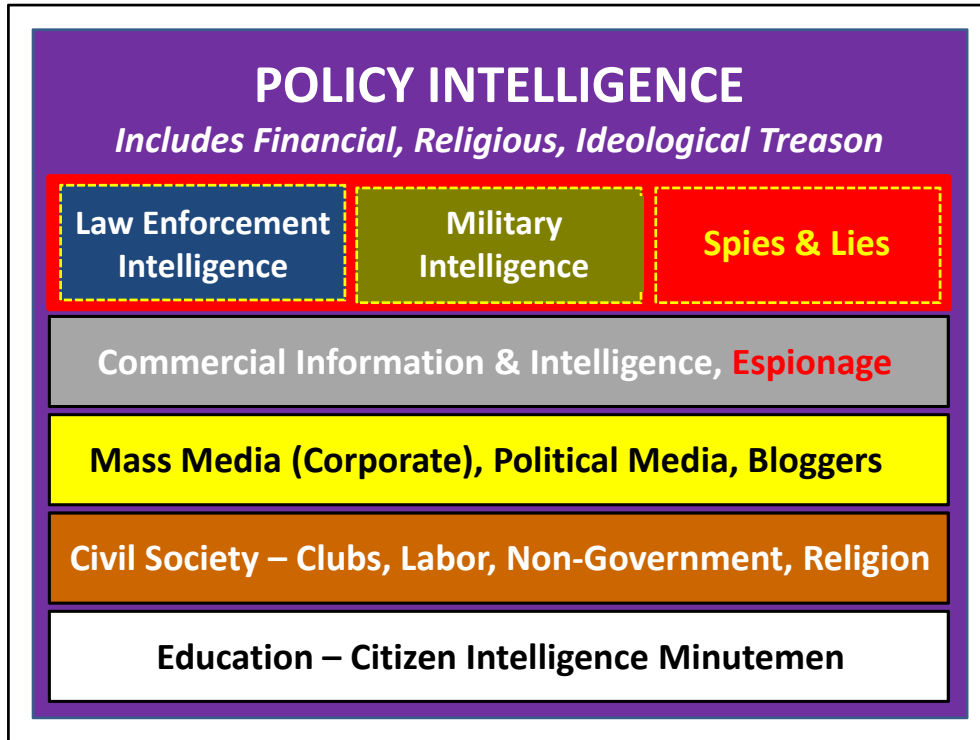 POLICY INTELLIGENCE
Includes Financial, Religious, Ideological Treason
Law Enforcement
Intelligence
Military
Intelligence
Spies & Lies
Commercial Information & Intelligence, Espionage
Mass Media (Corporate), Political Media, Bloggers
Civil Society – Clubs, Labor, Non-Government, Religion
Education – Citizen Intelligence Minutemen